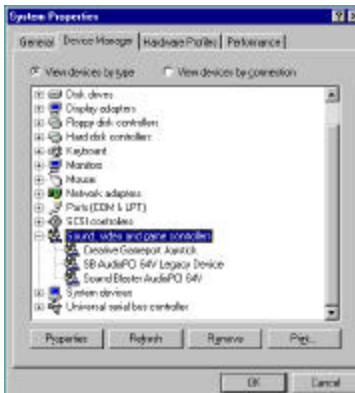 System Properties
General Device Manager Hardware Profiles Performance
View devices by type View devices by connection
Disk drives
Display adapters
Floppy disk controllers
Hard disk controllers
Keyboard
Monitors
Mouse
Network adapters
Ports (COM & LPT)
SCSI controllers
Sound, video and game controllers
Creative Gameport Joystick
SB AudioPCI 64V Legacy Device
Sound Blaster AudioPCI 64V
System devices
Universal serial bus controller
Properties Refresh Remove Print...
OK Cancel